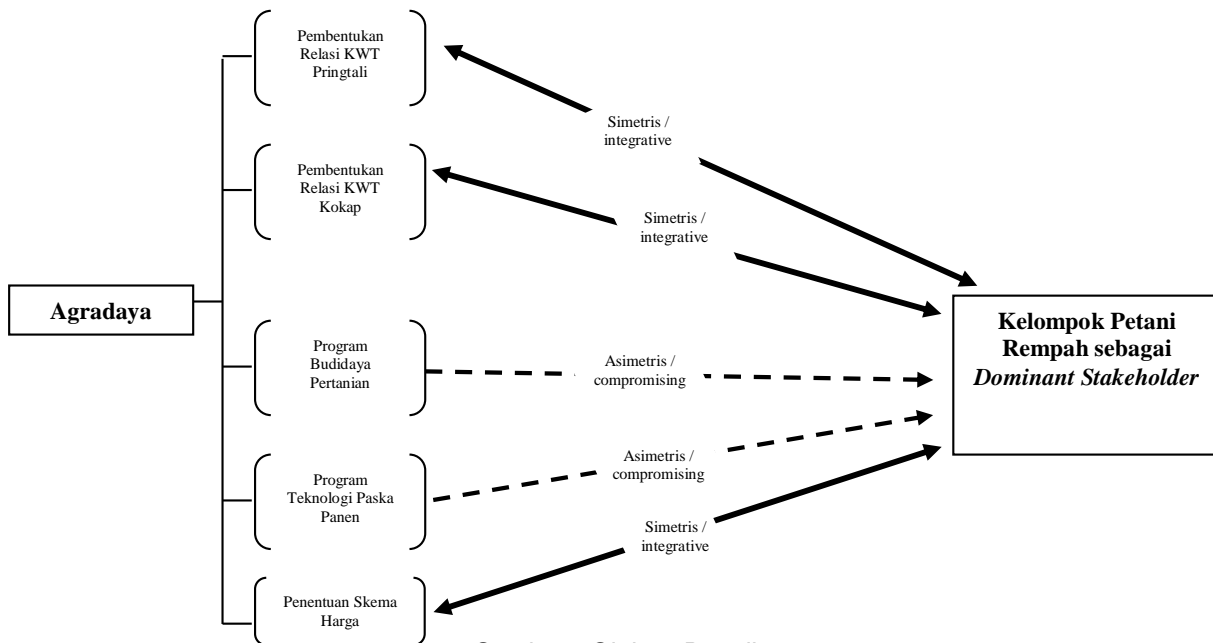 Pembentukan
Relasi KWT
Pringtali
Simetris /
integrative
Pembentukan
Relasi KWT
Kokap
Simetris /
integrative
Agradaya
Kelompok Petani
Rempah sebagai
Dominant Stakeholder
Program
Budidaya
Pertanian
Asimetris /
compromising
Program
Teknologi Paska
Panen
Asimetris /
compromising
Simetris /
integrative
Penentuan Skema
Harga